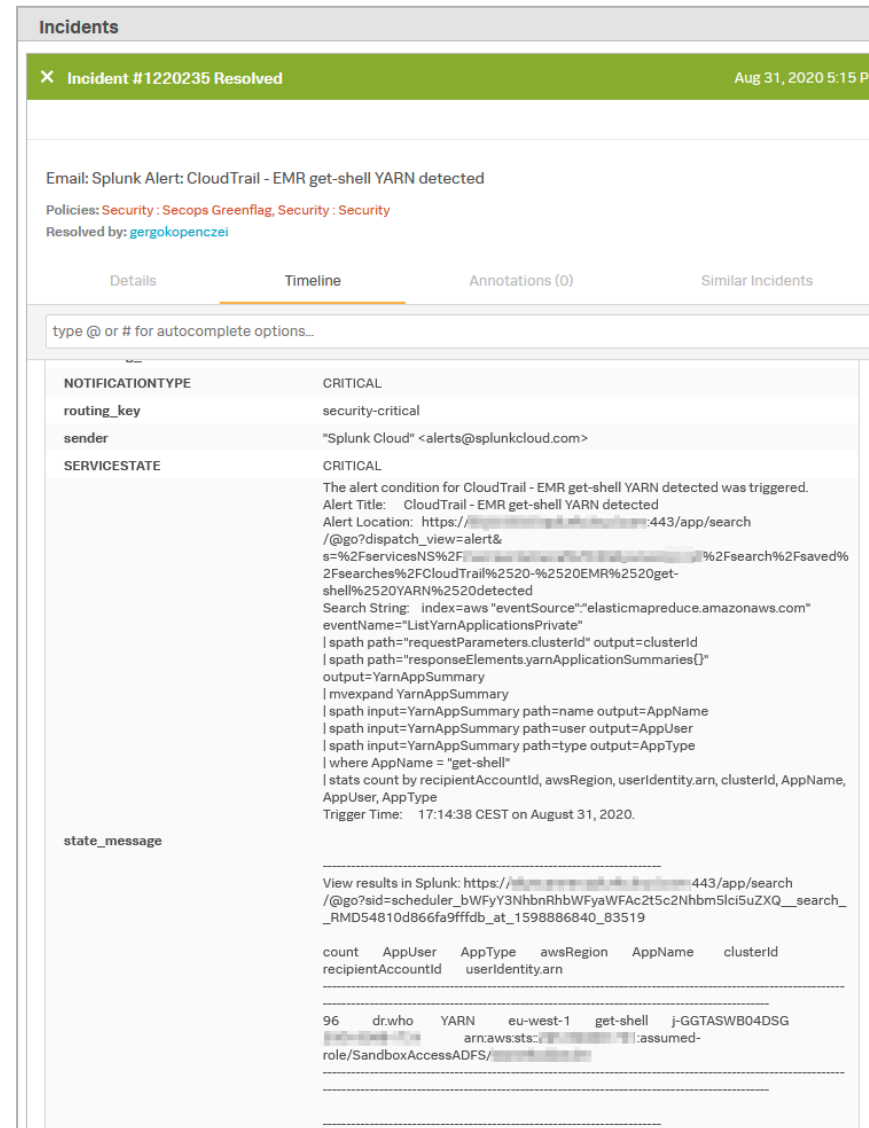 Incidents
× Incident #1220235 Resolved Aug 31, 2020 5:15 P
Email: Splunk Alert: CloudTrail - EMR get-shell YARN detected
Policies: Security : Secops Greenflag, Security : Security
Resolved by: gergokopenczei
Details Timeline Annotations (0) Similar Incidents
type @ or # for autocomplete options...
NOTIFICATIONTYPE CRITICAL
routing_key security-critical
sender "Splunk Cloud" <alerts@splunkcloud.com>
SERVICESTATE CRITICAL
The alert condition for CloudTrail - EMR get-shell YARN detected was triggered.
Alert Title: CloudTrail - EMR get-shell YARN detected
Alert Location: https:/ :443/app/search
/@go?dispatch_view=alert&
s=%2FservicesNS%2F %2Fsearch%2Fsaved%
2Fsearches%2FCloudTrail%2520-%2520EMR%2520get-
shell%2520YARN%2520detected
Search String: index=aws "eventSource":"elasticmapreduce.amazonaws.com"
eventName="ListYarnApplicationsPrivate"
| spath path="requestParameters.clusterId" output=clusterId
| spath path="responseElements.yarnApplicationSummaries{}"
output=YarnAppSummary
| mvexpand YarnAppSummary
| spath input=YarnAppSummary path=name output=AppName
| spath input=YarnAppSummary path=user output=AppUser
| spath input=YarnAppSummary path=type output=AppType
| where AppName = "get-shell"
| stats count by recipientAccountId, awsRegion, userIdentity.arn, clusterId, AppName,
AppUser, AppType
Trigger Time: 17:14:38 CEST on August 31, 2020.
state_message
View results in Splunk: https:/ 443/app/search
/@go?sid=scheduler_bWFyY3NhbnRhbWFyaWFAc2t5c2Nhbm5lci5uZXQ__search_
_RMD54810d866fa9fffdb_at_1598886840_83519
count AppUser AppType awsRegion AppName clusterId
recipientAccountId userIdentity.arn
96 dr.who YARN eu-west-1 get-shell j-GGTASWB04DSG
arn:aws:sts:: :assumed-
role/SandboxAccessADFS/